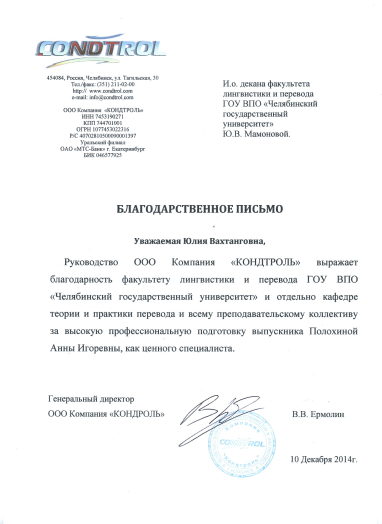 CONDTROL
454084, Россия, Челябинск, ул. Тагильская, 30
Тел./факс: (351) 211-02-00
http:// www.condtrol.com
e-mail: info@condtrol.com
ООО Компания «КОНДТРОЛЬ»
ИНН 7453190271
КПП 744701001
ОГРН 1077453022316
Р/С 40702810500090001397
Уральский филиал
ОАО «МТС-Банк» г. Екатеринбург
БИК 046577925
И.о. декана факультета
лингвистики и перевода
ГОУ ВПО «Челябинский
государственный
университет»
Ю.В. Мамоновой.
БЛАГОДАРСТВЕННОЕ ПИСЬМО
Уважаемая Юлия Вахтанговна,
Руководство ООО Компания «КОНДТРОЛЬ» выражает
благодарность факультету лингвистики и перевода ГОУ ВПО
«Челябинский государственный университет» и отдельно кафедре
теории и практики перевода и всему преподавательскому коллективу
за высокую профессиональную подготовку выпускника Полохиной
Анны Игоревны, как ценного специалиста.
Генеральный директор
ООО Компания «КОНДРОЛЬ»
В.В. Ермолин
CONDTROL
10 Декабря 2014г.